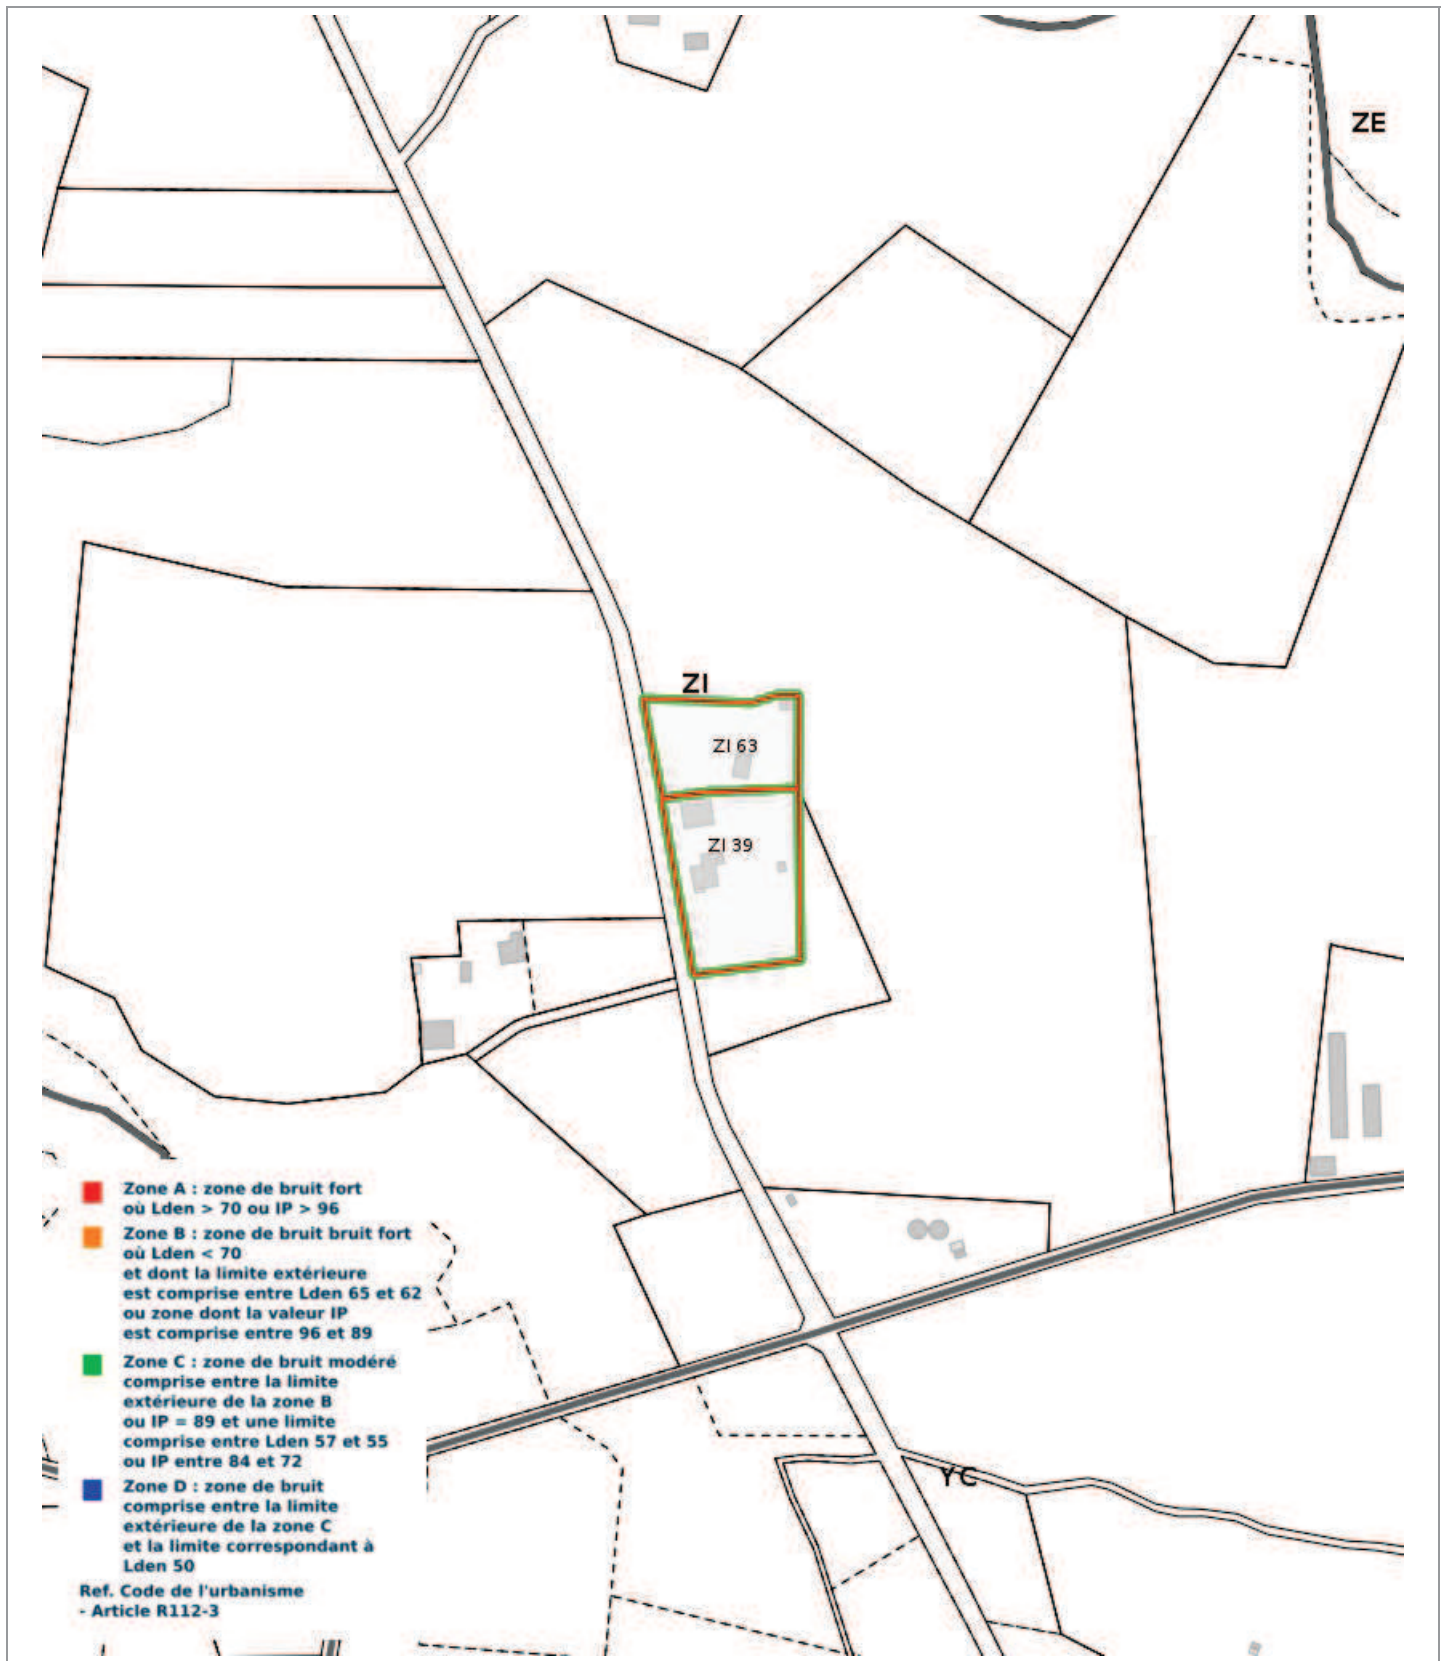 ZE
ZI
ZI 63
ZI 39
Zone A : zone de bruit fort
où Lden > 70 ou IP > 96
Zone B : zone de bruit bruit fort
où Lden < 70
et dont la limite extérieure
est comprise entre Lden 65 et 62
ou zone dont la valeur IP
est comprise entre 96 et 89
Zone C : zone de bruit modéré
comprise entre la limite
extérieure de la zone B
ou IP = 89 et une limite
comprise entre Lden 57 et 55
ou IP entre 84 et 72
YC
Zone D : zone de bruit
comprise entre la limite
extérieure de la zone C
et la limite correspondant à
Lden 50
Ref. Code de l'urbanisme
- Article R112-3